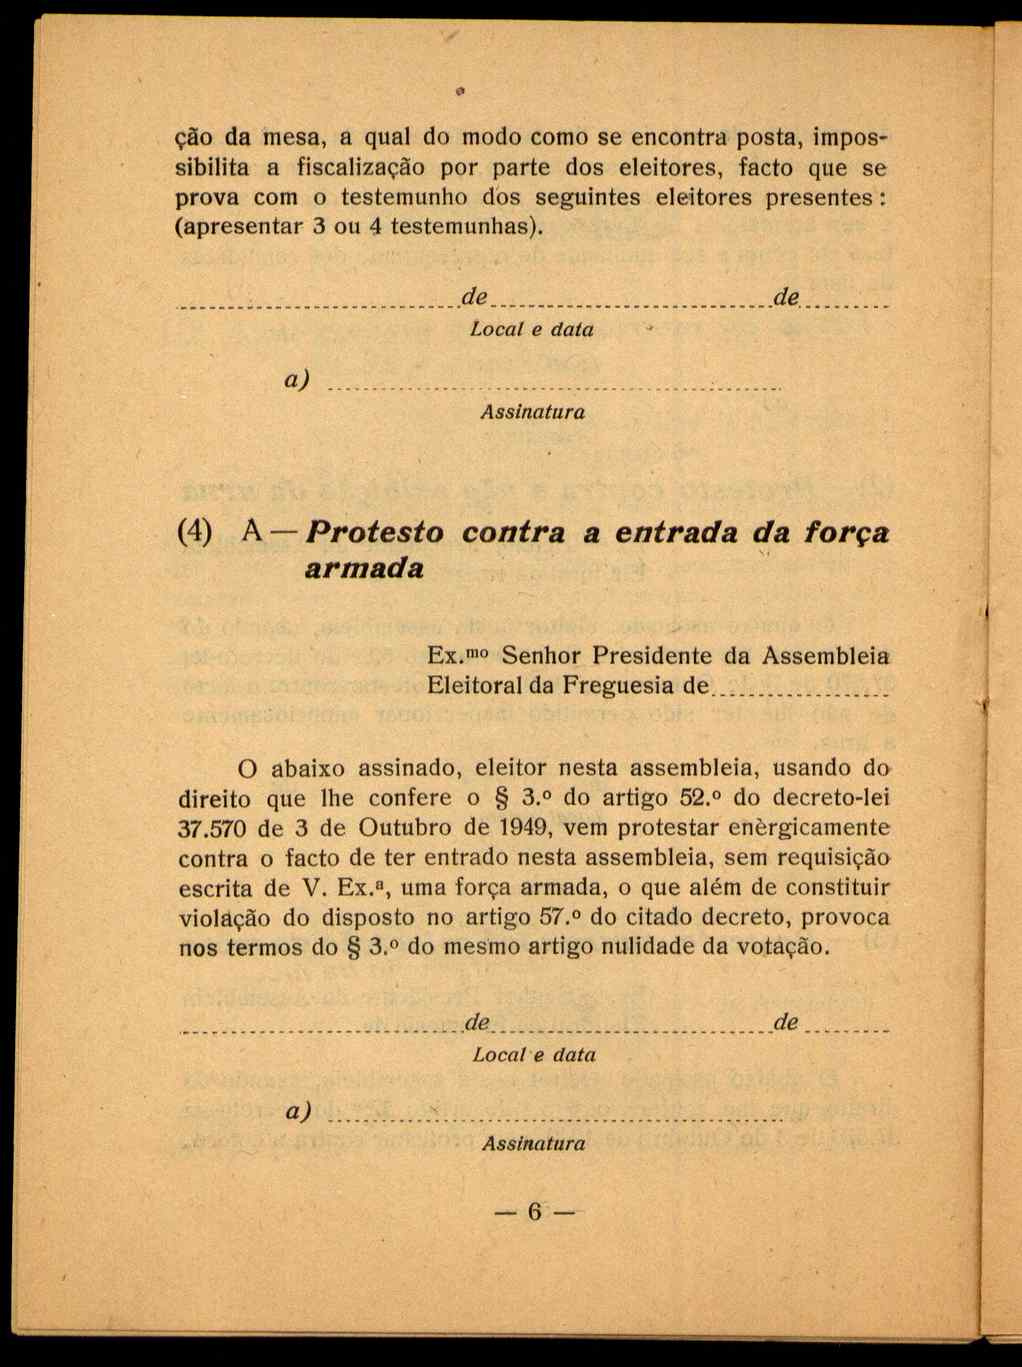 ção da mesa, a qual do modo como se encontra posta, impos-
sibilita a fiscalização por parte dos eleitores, facto que se
prova com o testemunho dos seguintes eleitores presentes :
(apresentar 3 ou 4 testemunhas).
............................de............................de.........
Local e data
a) ..............................................
Assinatura
(4) A — Protesto contra a entrada da força
armada
Ex.mo Senhor Presidente da Assembleia
Eleitoral da Freguesia de..................
O abaixo assinado, eleitor nesta assembleia, usando do
direito que lhe confere o § 3.º do artigo 52.º do decreto-lei
37.570 de 3 de Outubro de 1949, vem protestar enèrgicamente
contra o facto de ter entrado nesta assembleia, sem requisição
escrita de V. Ex.ª, uma força armada, o que além de constituir
violáção do disposto no artigo 57.º do citado decreto, provoca
nos termos do § 3.º do mesmo artigo nulidade da votação.
............................de............................de.........
Local e data
a) ..............................................
Assinatura
— 6 —